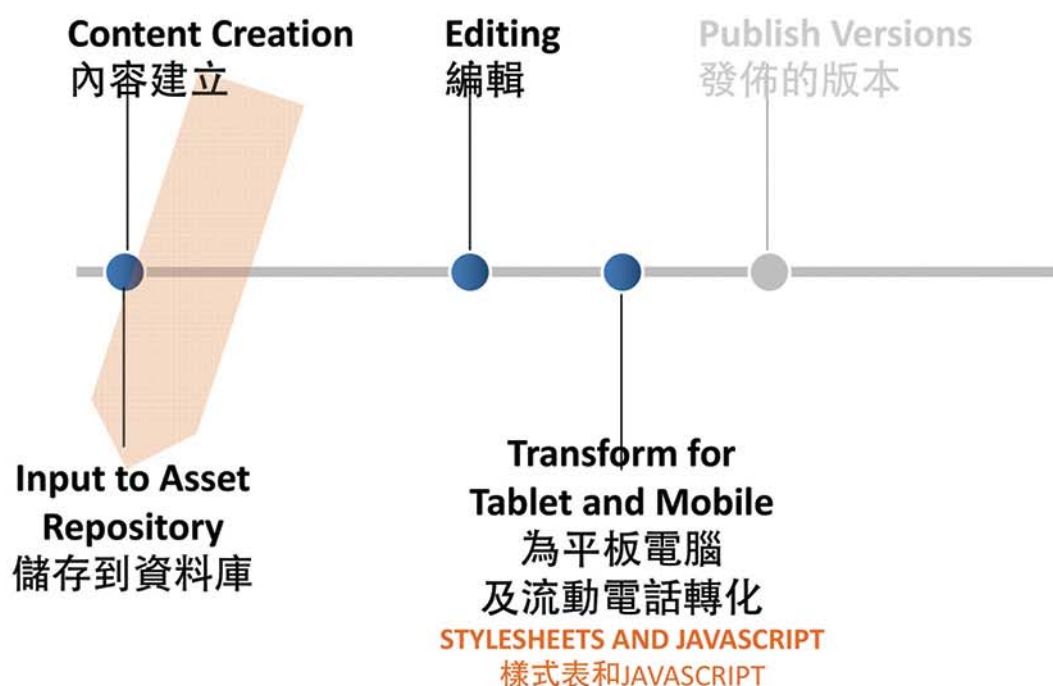 Content Creation
內容建立
Editing
編輯
Publish Versions
發佈的版本
Input to Asset
Repository
儲存到資料庫
Transform for
Tablet and Mobile
為平板電腦
及流動電話轉化
STYLESHEETS AND JAVASCRIPT
樣式表和JAVASCRIPT